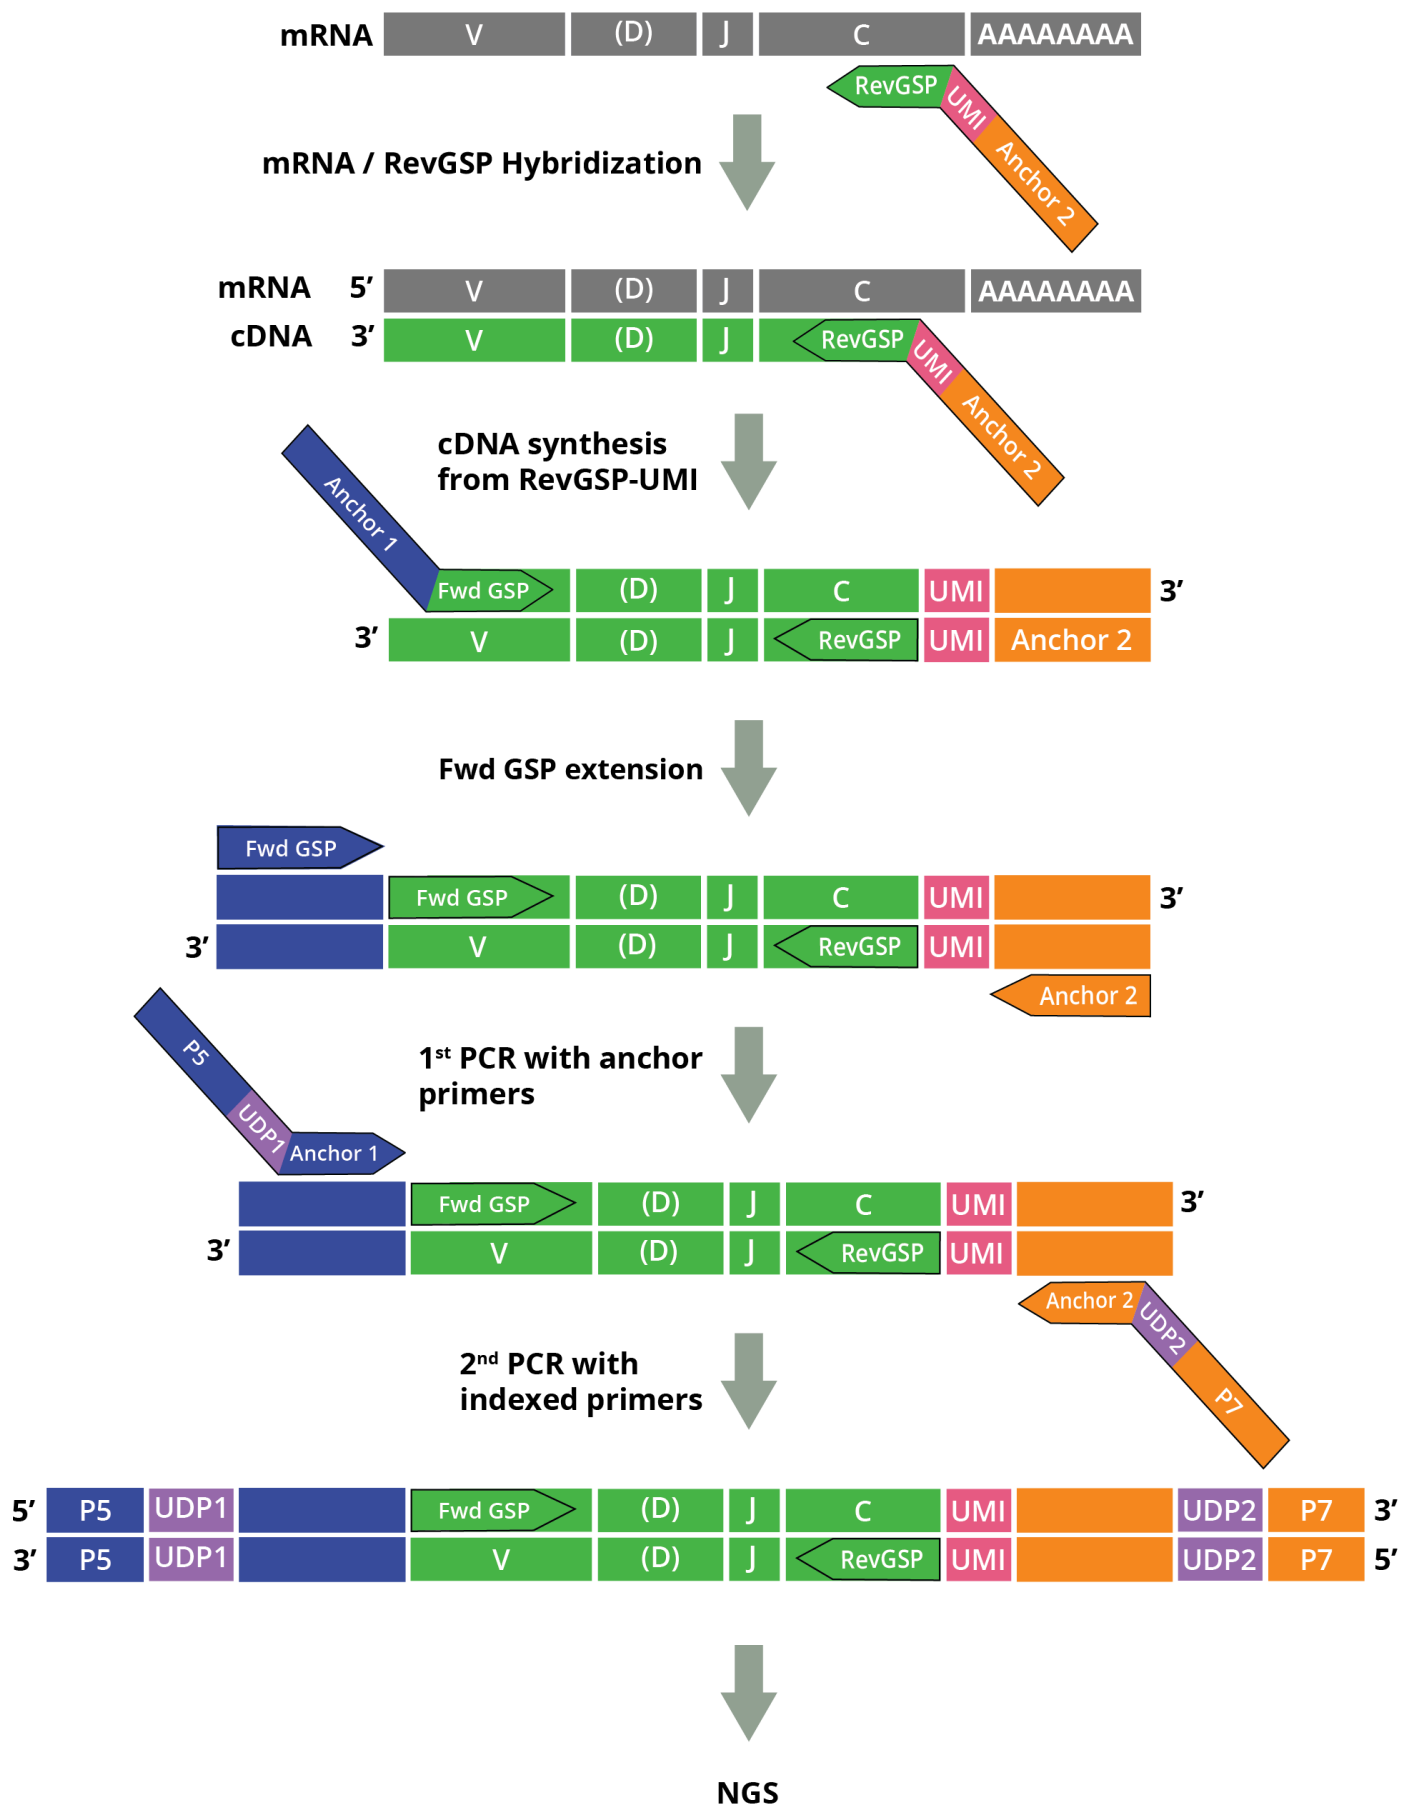 mRNA V (D) J C AAAAAAAA
RevGSP
UMI
Anchor 2
mRNA / RevGSP Hybridization
mRNA 5’ V (D) J C AAAAAAAA
cDNA 3’ V (D) J RevGSP
UMI
Anchor 2
cDNA synthesis
from RevGSP-UMI
Anchor 1
Fwd GSP (D) J C UMI 3’
3’ V (D) J RevGSP UMI Anchor 2
Fwd GSP extension
Fwd GSP
Fwd GSP (D) J C UMI 3’
3’ V (D) J RevGSP UMI
Anchor 2
1st PCR with anchor
primers
P5
UDP1
Anchor 1
Fwd GSP (D) J C UMI 3’
3’ V (D) J RevGSP UMI
Anchor 2
UDP2
P7
2nd PCR with
indexed primers
5’ P5 UDP1 Fwd GSP (D) J C UMI UDP2 P7 3’
3’ P5 UDP1 V (D) J RevGSP UMI UDP2 P7 5’
NGS